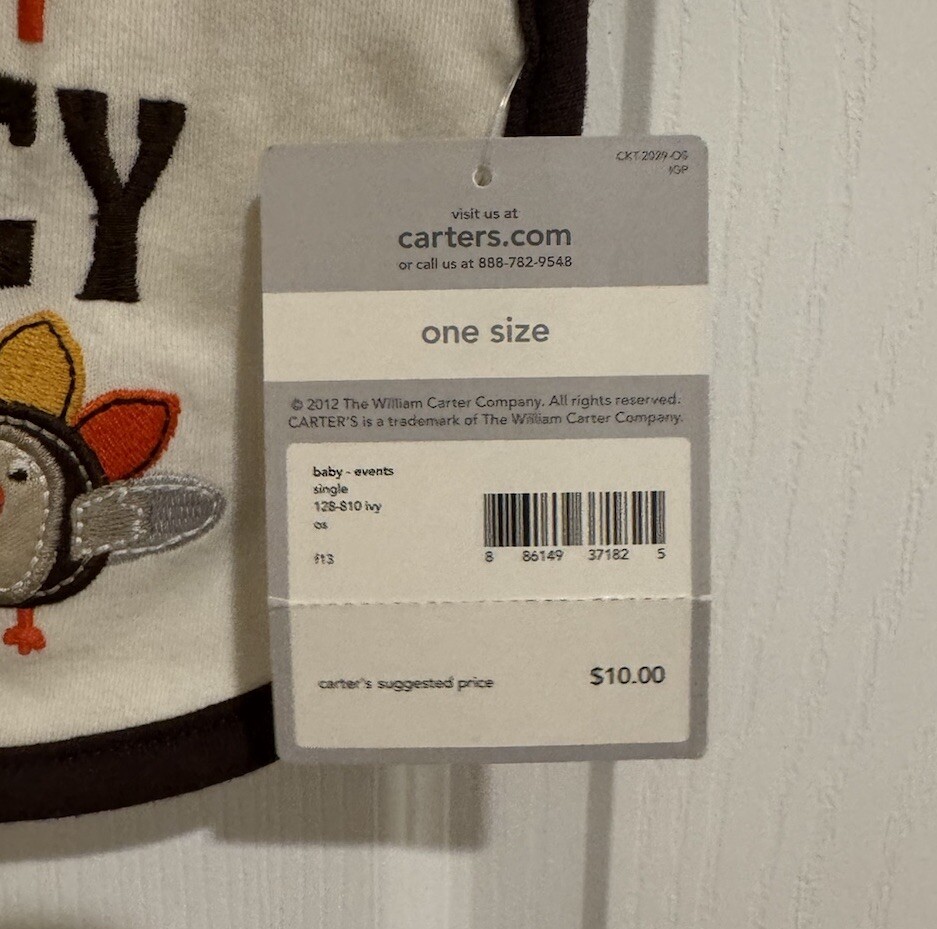 EY
CKT-2029-OS
IGP
visit us at
carters.com
or call us at 888-782-9548
one size
© 2012 The William Carter Company. All rights reserved.
CARTER'S is a trademark of The William Carter Company.
baby - events
single
128-810 ivy
os
ft3
8 86149 37182 5
carter's suggested price
$10.00